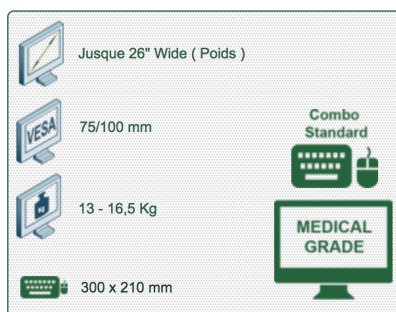 Jusque 26" Wide ( Poids )
VESA
75/100 mm
Combo
Standard
KG
13 - 16,5 Kg
MEDICAL
GRADE
300 x 210 mm